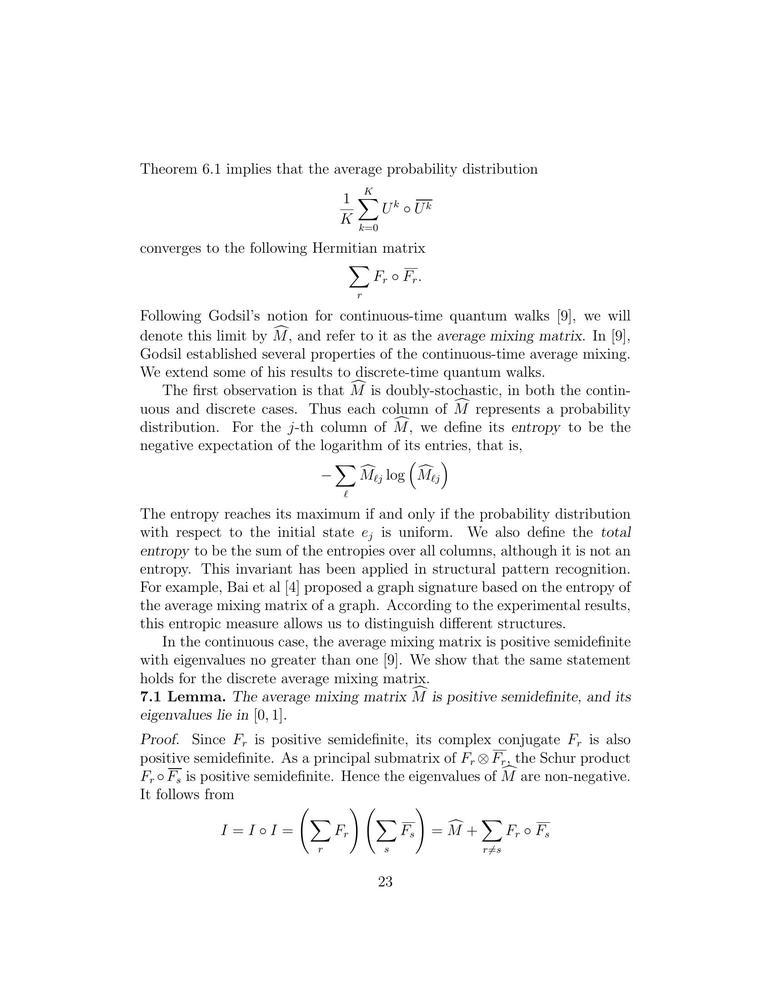 Theorem 6.1 implies that the average probability distribution
$$\frac{1}{K} \sum_{k=0}^{K} U^k \circ \overline{U^k}$$
converges to the following Hermitian matrix
$$\sum_r F_r \circ \overline{F_r}.$$
Following Godsil's notion for continuous-time quantum walks [9], we will
denote this limit by $\widehat{M}$, and refer to it as the average mixing matrix. In [9],
Godsil established several properties of the continuous-time average mixing.
We extend some of his results to discrete-time quantum walks.
The first observation is that $\widehat{M}$ is doubly-stochastic, in both the contin-
uous and discrete cases. Thus each column of $\widehat{M}$ represents a probability
distribution. For the j-th column of $\widehat{M}$, we define its entropy to be the
negative expectation of the logarithm of its entries, that is,
$$-\sum_\ell \widehat{M}_{\ell j} \log \left( \widehat{M}_{\ell j} \right)$$
The entropy reaches its maximum if and only if the probability distribution
with respect to the initial state $e_j$ is uniform. We also define the total
entropy to be the sum of the entropies over all columns, although it is not an
entropy. This invariant has been applied in structural pattern recognition.
For example, Bai et al [4] proposed a graph signature based on the entropy of
the average mixing matrix of a graph. According to the experimental results,
this entropic measure allows us to distinguish different structures.
In the continuous case, the average mixing matrix is positive semidefinite
with eigenvalues no greater than one [9]. We show that the same statement
holds for the discrete average mixing matrix.
7.1 Lemma. The average mixing matrix $\widehat{M}$ is positive semidefinite, and its
eigenvalues lie in [0, 1].
Proof. Since $F_r$ is positive semidefinite, its complex conjugate $F_r$ is also
positive semidefinite. As a principal submatrix of $F_r \otimes \overline{F_r}$, the Schur product
$F_r \circ \overline{F_s}$ is positive semidefinite. Hence the eigenvalues of $\widehat{M}$ are non-negative.
It follows from
$$I = I \circ I = \left( \sum_r F_r \right) \left( \sum_s \overline{F_s} \right) = \widehat{M} + \sum_{r \neq s} F_r \circ \overline{F_s}$$
23